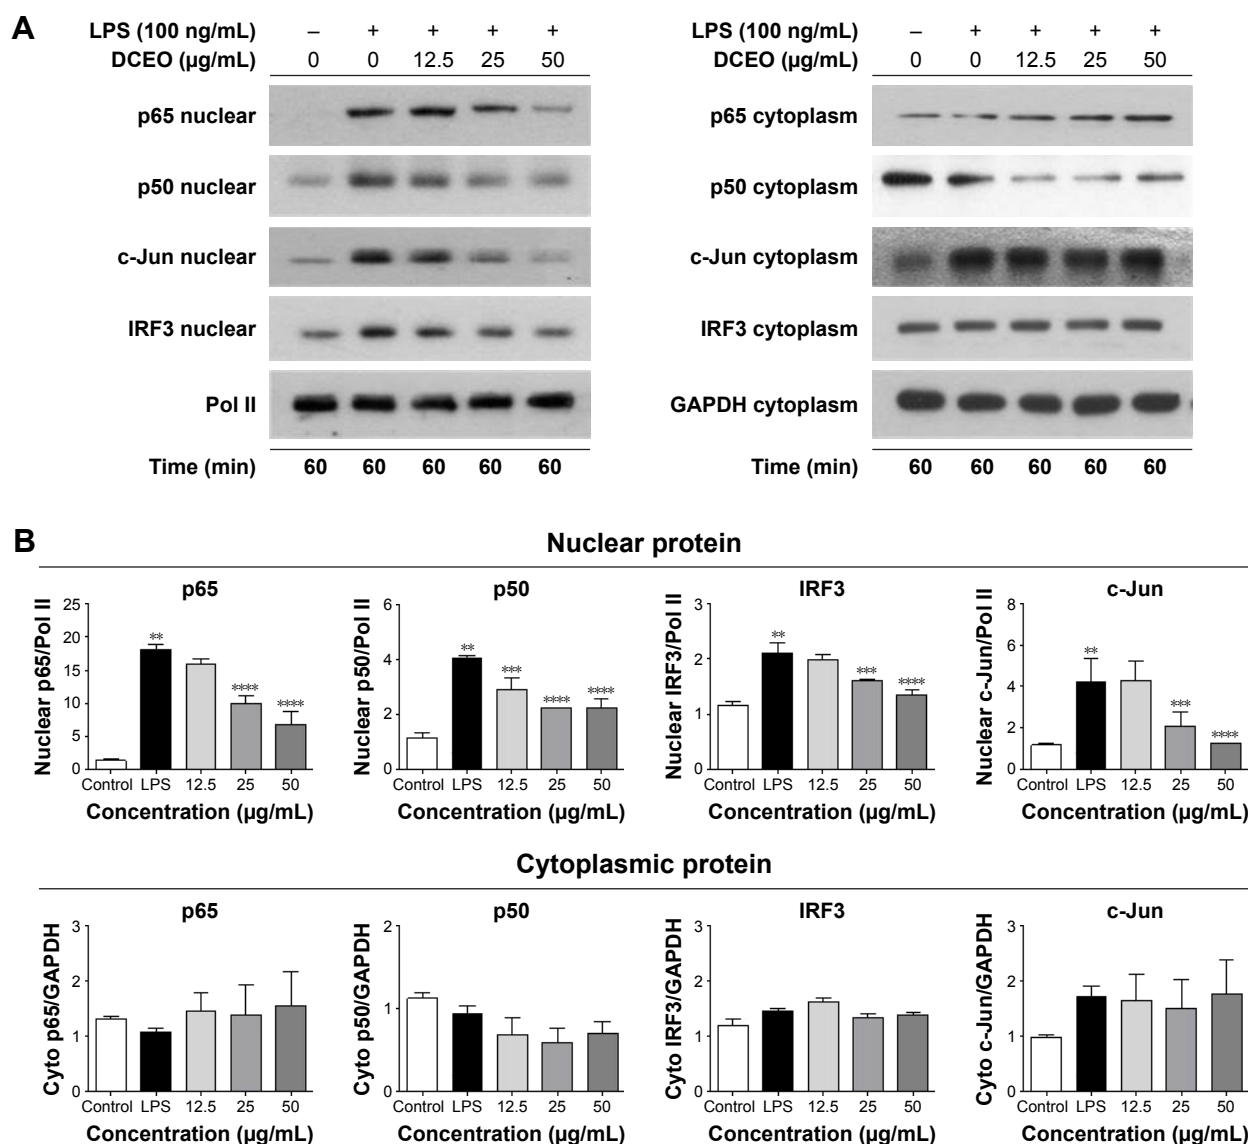 A
LPS (100 ng/mL) – + + + +
DCEO (µg/mL) 0 0 12.5 25 50
p65 nuclear
p50 nuclear
c-Jun nuclear
IRF3 nuclear
Pol II
Time (min) 60 60 60 60 60
LPS (100 ng/mL) – + + + +
DCEO (µg/mL) 0 0 12.5 25 50
p65 cytoplasm
p50 cytoplasm
c-Jun cytoplasm
IRF3 cytoplasm
GAPDH cytoplasm
Time (min) 60 60 60 60 60
B
Nuclear protein
p65
Nuclear p65/Pol II
25
20
15
10
5
0
** **** ****
Control LPS 12.5 25 50
Concentration (µg/mL)
p50
Nuclear p50/Pol II
6
4
2
0
** *** **** ****
Control LPS 12.5 25 50
Concentration (µg/mL)
IRF3
Nuclear IRF3/Pol II
3
2
1
0
** *** ****
Control LPS 12.5 25 50
Concentration (µg/mL)
c-Jun
Nuclear c-Jun/Pol II
8
6
4
2
0
** *** ****
Control LPS 12.5 25 50
Concentration (µg/mL)
Cytoplasmic protein
p65
Cyto p65/GAPDH
3
2
1
0
Control LPS 12.5 25 50
Concentration (µg/mL)
p50
Cyto p50/GAPDH
2
1
0
Control LPS 12.5 25 50
Concentration (µg/mL)
IRF3
Cyto IRF3/GAPDH
3
2
1
0
Control LPS 12.5 25 50
Concentration (µg/mL)
c-Jun
Cyto c-Jun/GAPDH
3
2
1
0
Control LPS 12.5 25 50
Concentration (µg/mL)